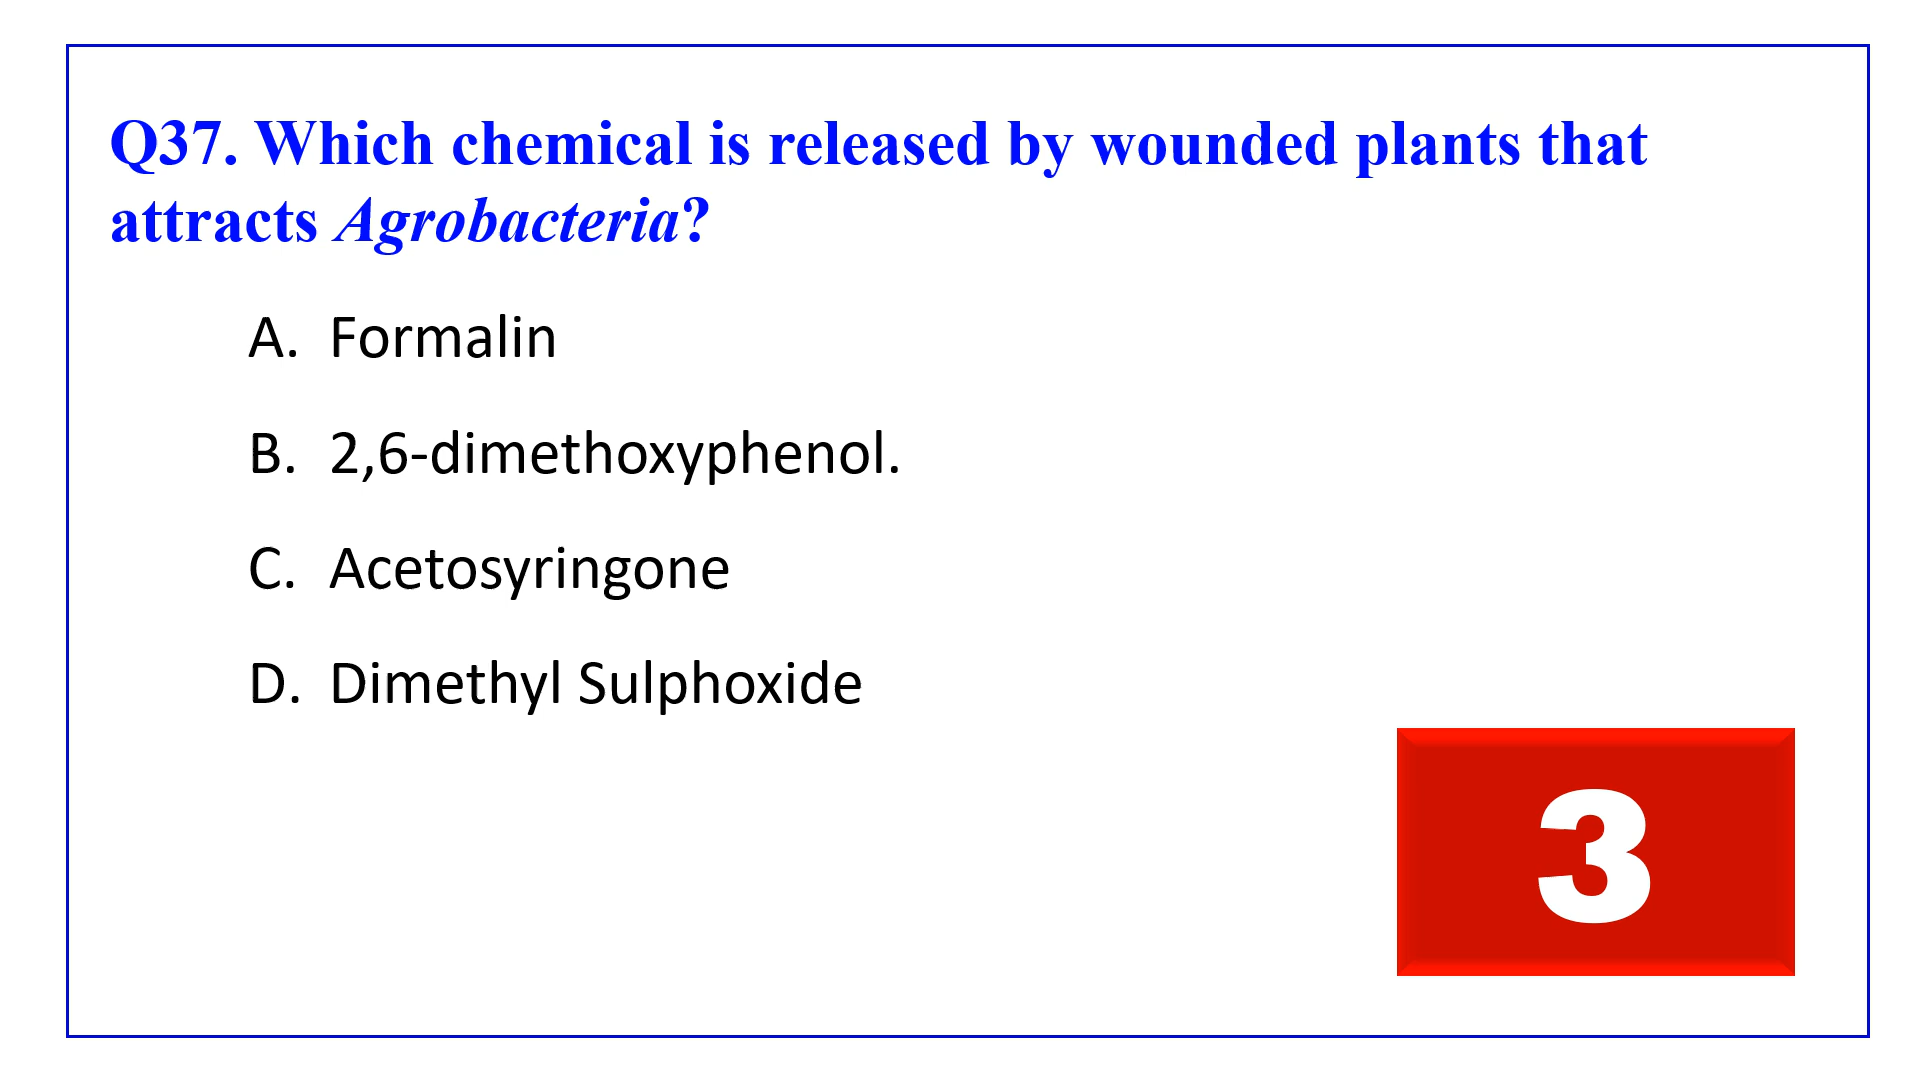 Q37. Which chemical is released by wounded plants that
attracts Agrobacteria?
A. Formalin
B. 2,6-dimethoxyphenol.
C. Acetosyringone
D. Dimethyl Sulphoxide
3